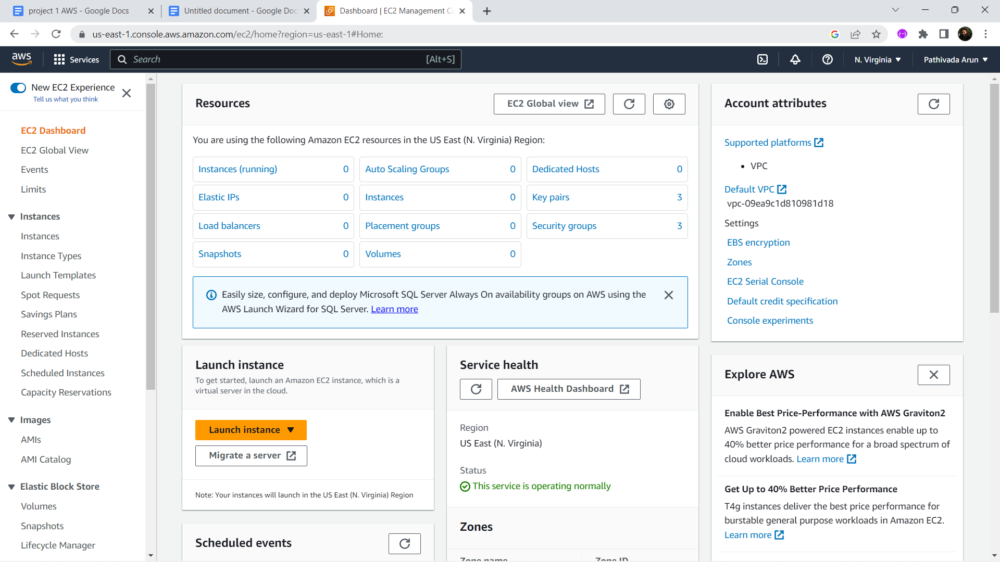 project 1 AWS - Google Docs
Untitled document - Google Doc
Dashboard | EC2 Management Co
us-east-1.console.aws.amazon.com/ec2/home?region=us-east-1#Home:
aws
Services
Search
[Alt+S]
N. Virginia
Pathivada Arun
New EC2 Experience
Tell us what you think
EC2 Dashboard
EC2 Global View
Events
Limits
Instances
Instances
Instance Types
Launch Templates
Spot Requests
Savings Plans
Reserved Instances
Dedicated Hosts
Scheduled Instances
Capacity Reservations
Images
AMIs
AMI Catalog
Elastic Block Store
Volumes
Snapshots
Lifecycle Manager
Resources
EC2 Global view
You are using the following Amazon EC2 resources in the US East (N. Virginia) Region:
Instances (running) 0
Auto Scaling Groups 0
Dedicated Hosts 0
Elastic IPs 0
Instances 0
Key pairs 3
Load balancers 0
Placement groups 0
Security groups 3
Snapshots 0
Volumes 0
Easily size, configure, and deploy Microsoft SQL Server Always On availability groups on AWS using the
AWS Launch Wizard for SQL Server. Learn more
Launch instance
To get started, launch an Amazon EC2 instance, which is a
virtual server in the cloud.
Launch instance
Migrate a server
Note: Your instances will launch in the US East (N. Virginia) Region
Scheduled events
Service health
AWS Health Dashboard
Region
US East (N. Virginia)
Status
This service is operating normally
Zones
Zone name
Zone ID
Account attributes
Supported platforms
• VPC
Default VPC
vpc-09ea9c1d810981d18
Settings
EBS encryption
Zones
EC2 Serial Console
Default credit specification
Console experiments
Explore AWS
Enable Best Price-Performance with AWS Graviton2
AWS Graviton2 powered EC2 instances enable up to
40% better price performance for a broad spectrum of
cloud workloads. Learn more
Get Up to 40% Better Price Performance
T4g instances deliver the best price performance for
burstable general purpose workloads in Amazon EC2.
Learn more